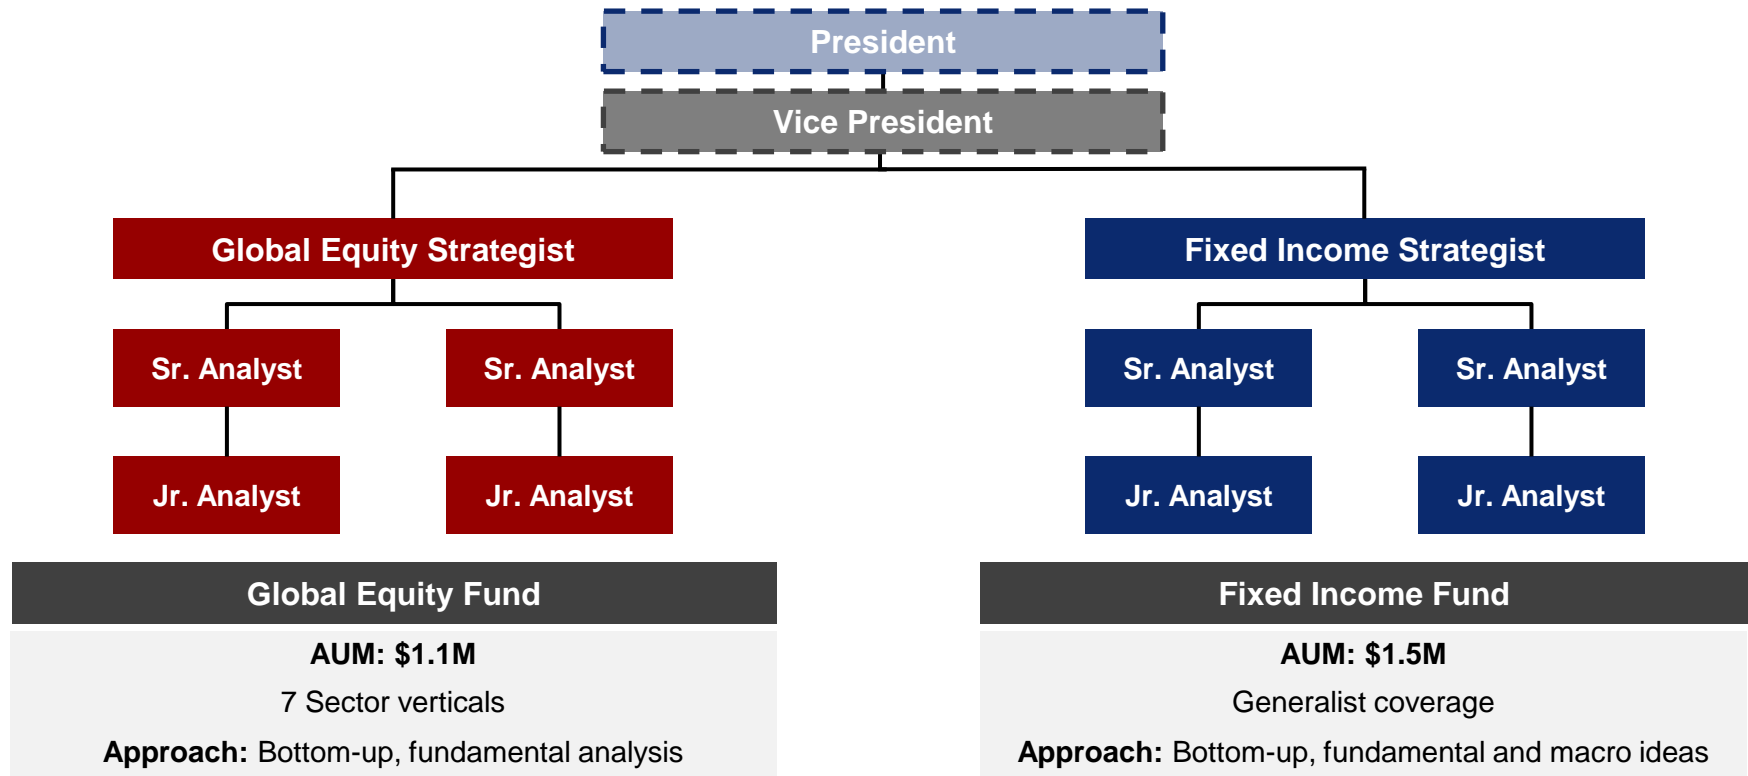 President
Vice President
Global Equity Strategist
Fixed Income Strategist
Sr. Analyst
Sr. Analyst
Sr. Analyst
Sr. Analyst
Jr. Analyst
Jr. Analyst
Jr. Analyst
Jr. Analyst
Global Equity Fund
AUM: $1.1M
7 Sector verticals
Approach: Bottom-up, fundamental analysis
Fixed Income Fund
AUM: $1.5M
Generalist coverage
Approach: Bottom-up, fundamental and macro ideas